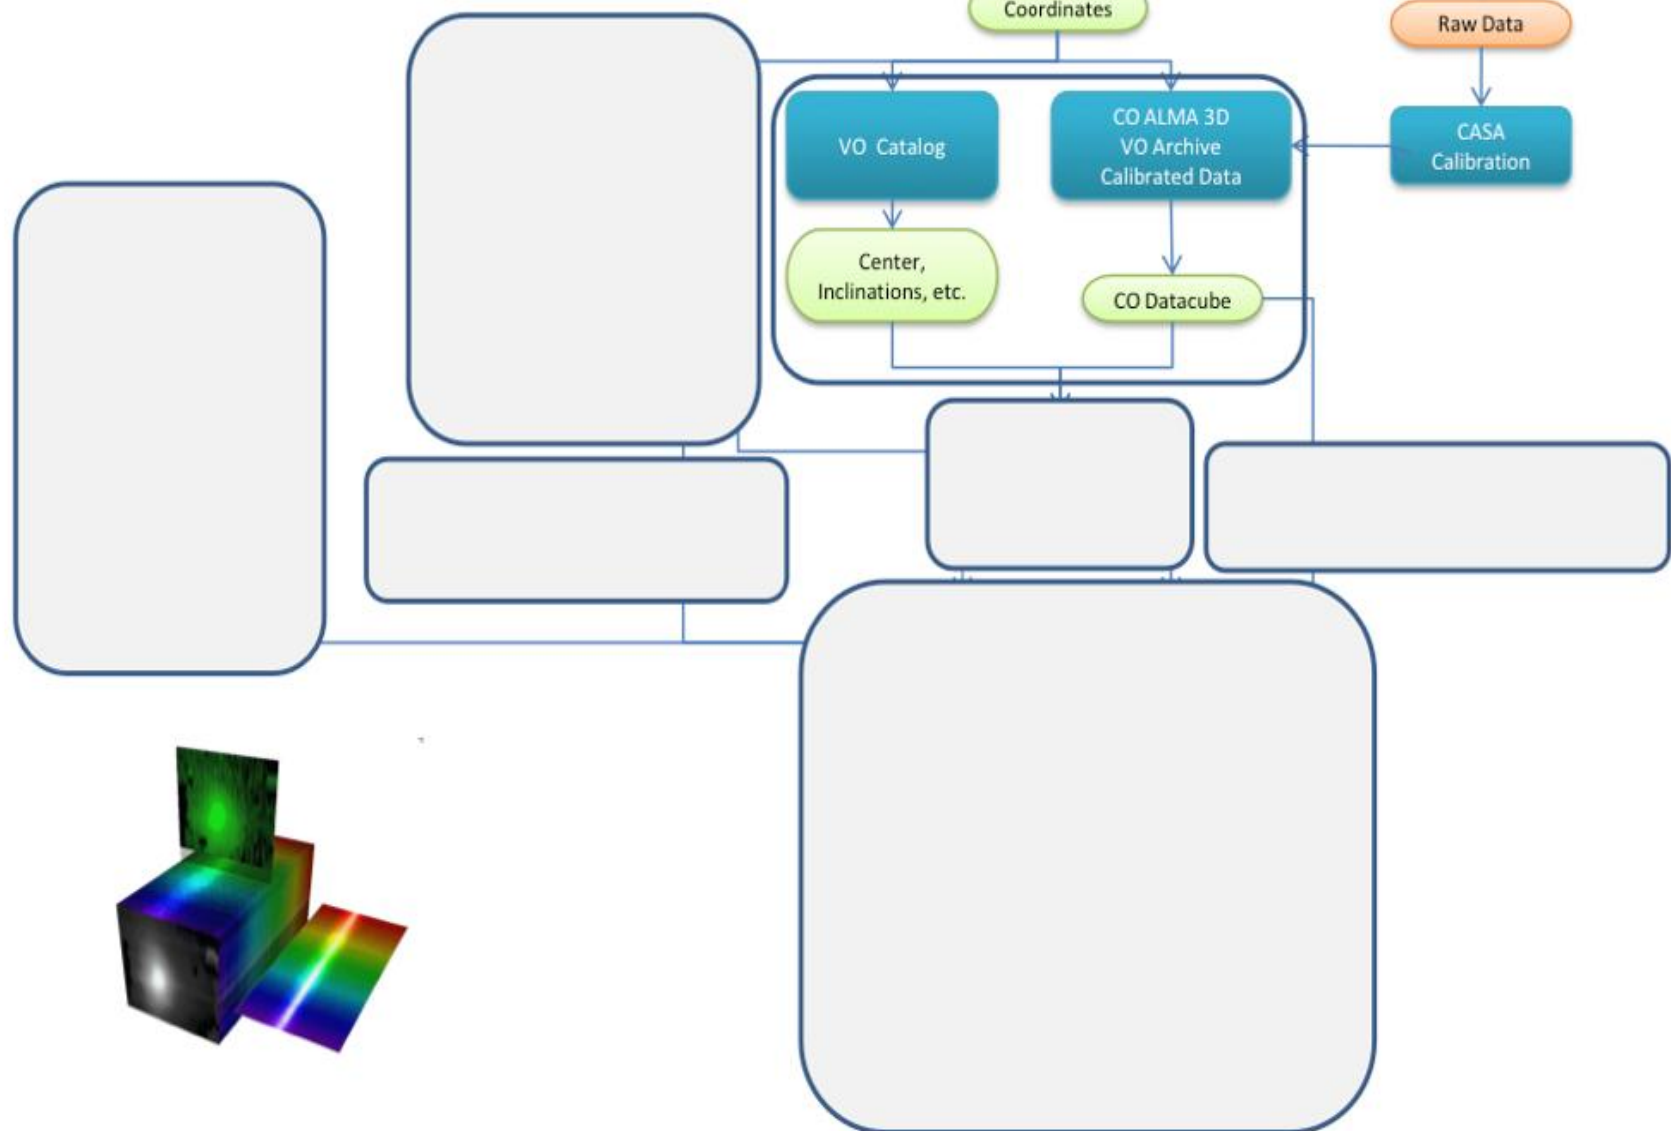 Coordinates
Raw Data
VO Catalog
CO ALMA 3D
VO Archive
Calibrated Data
CASA
Calibration
Center,
Inclinations, etc.
CO Datacube